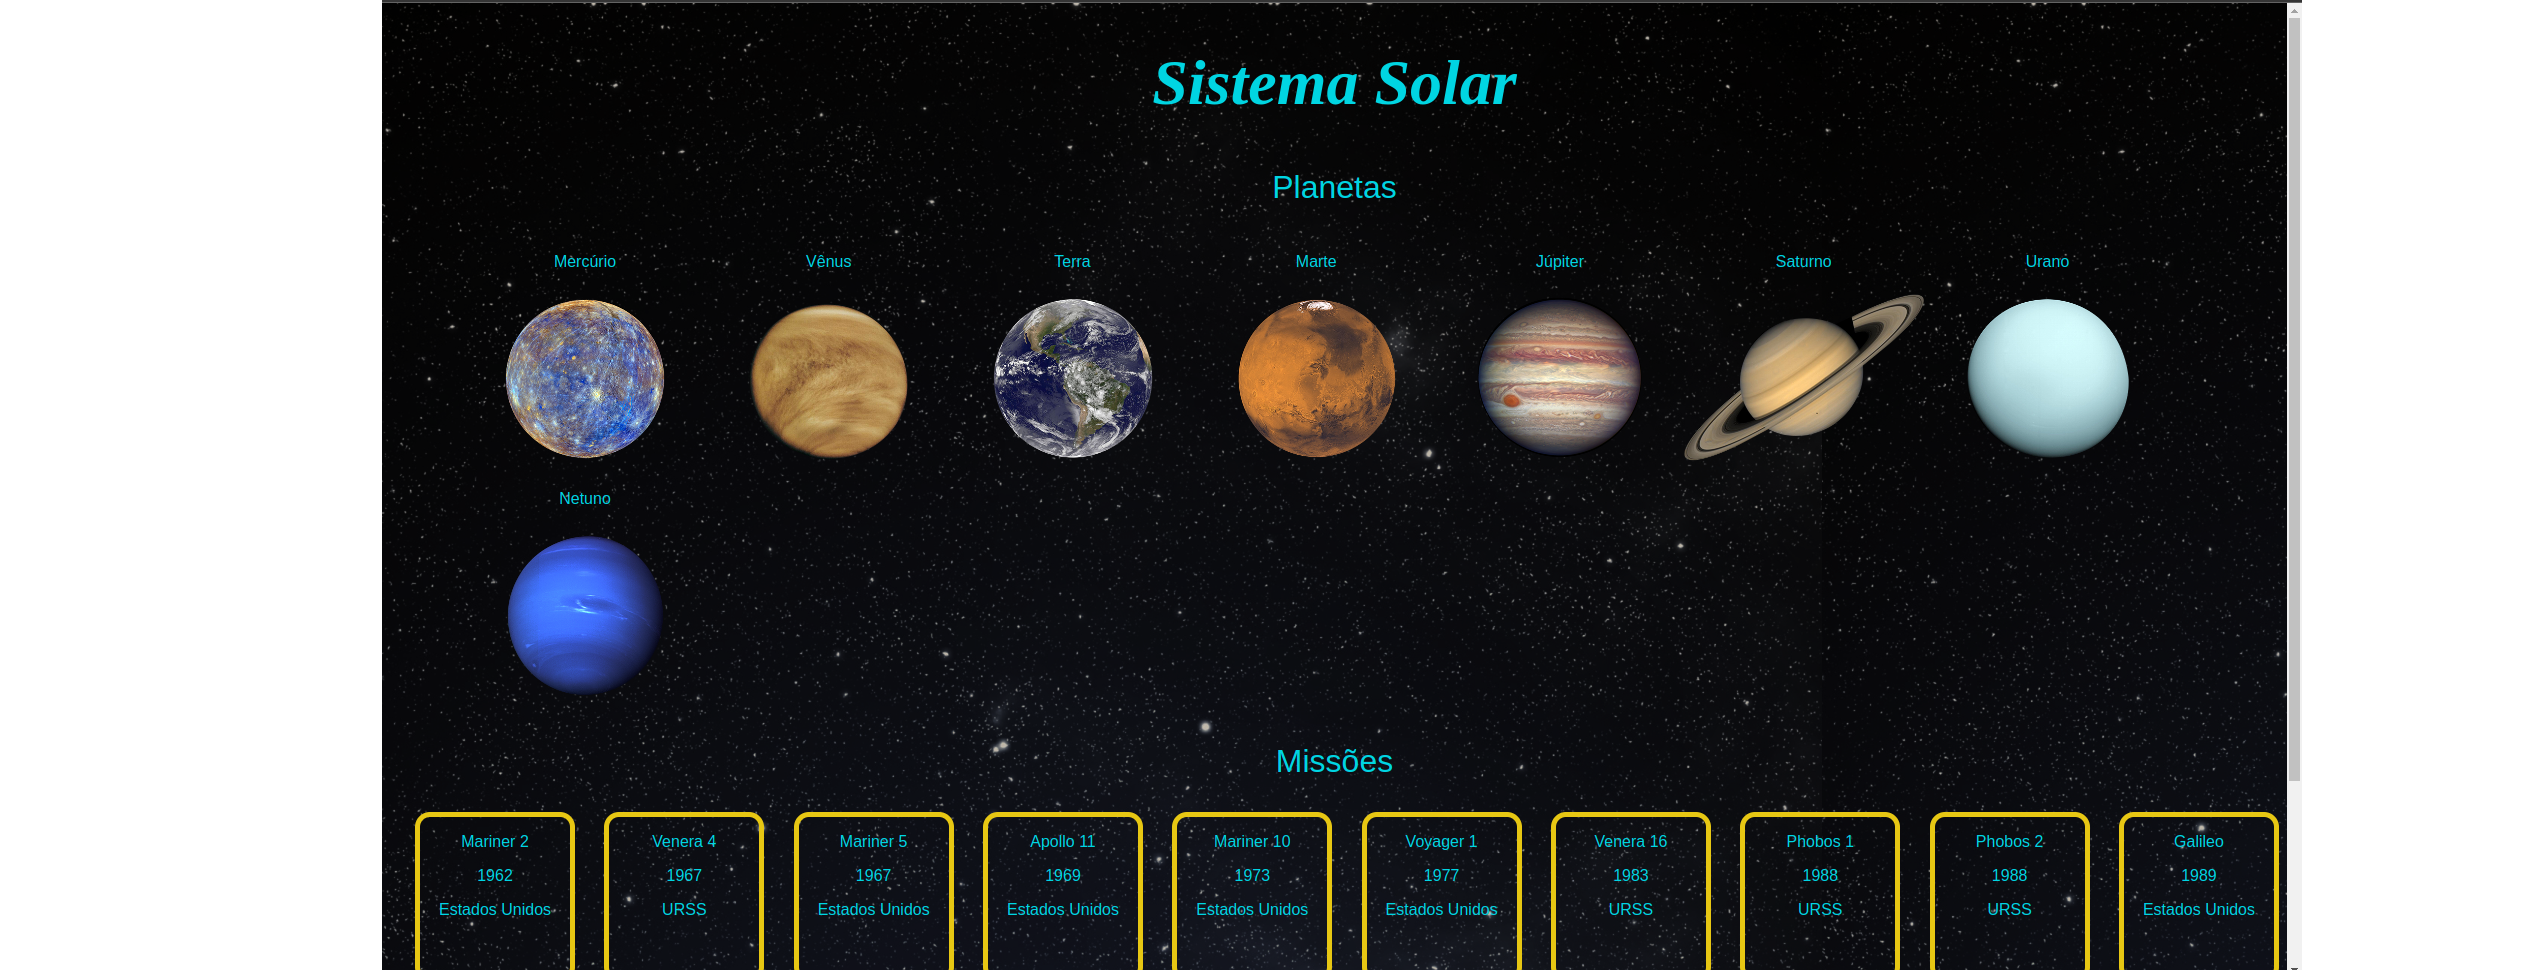 Sistema Solar
Planetas
Mercúrio Vênus Terra Marte Júpiter Saturno Urano
Netuno
Missões
Mariner 2 Venera 4 Mariner 5 Apollo 11 Mariner 10 Voyager 1 Venera 16 Phobos 1 Phobos 2 Galileo
1962 1967 1967 1969 1973 1977 1983 1988 1988 1989
Estados Unidos URSS Estados Unidos Estados Unidos Estados Unidos Estados Unidos URSS URSS URSS Estados Unidos